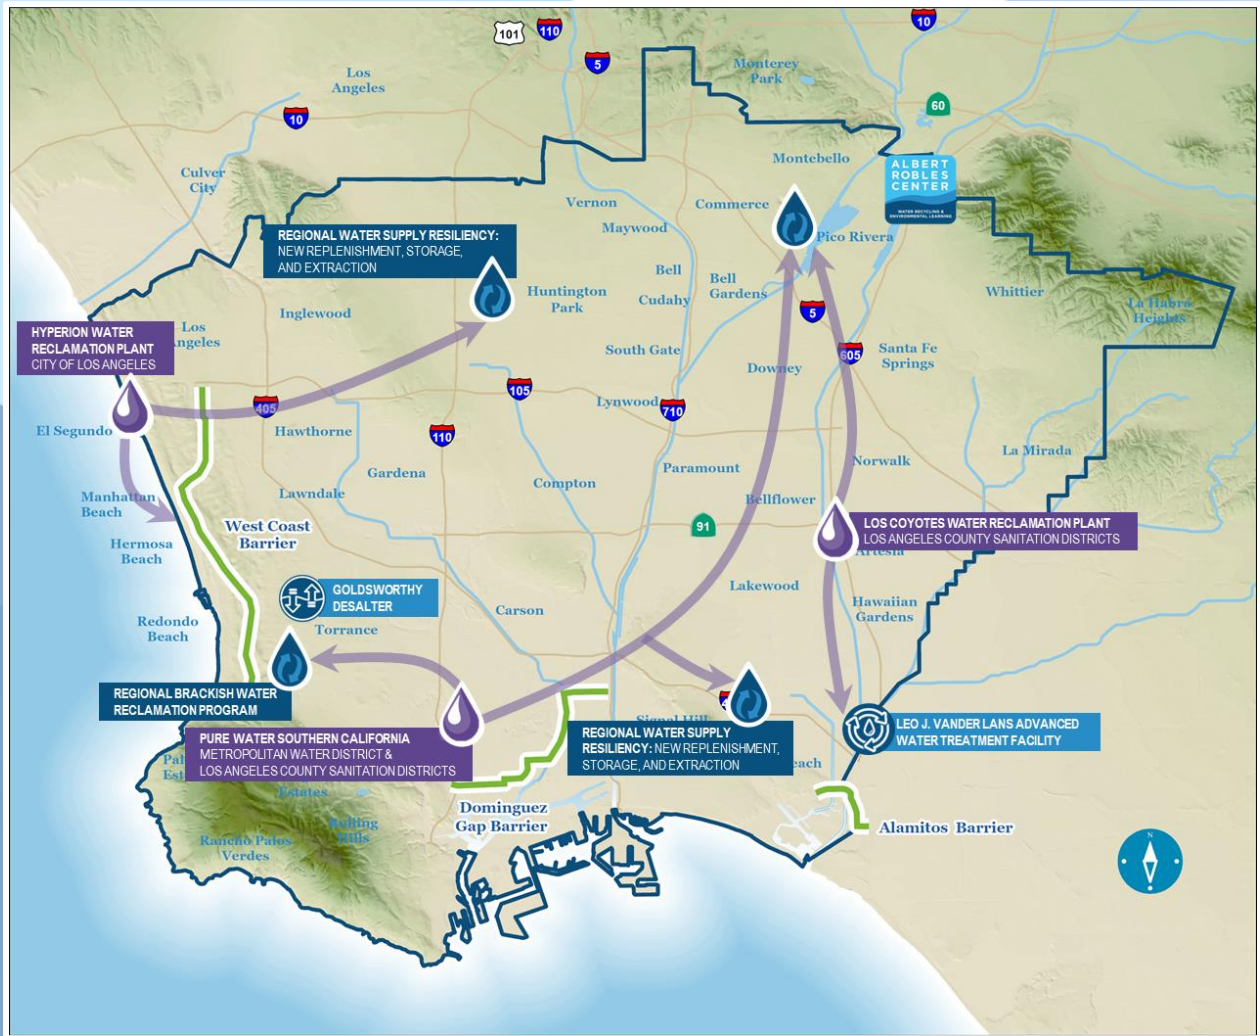 101
110
10
5
Monterey
Park
Los
Angeles
10
60
Culver
City
Montebello
ALBERT
ROBLES
CENTER
WATER RECYCLING &
ENVIRONMENTAL LEARNING
Vernon
Commerce
Maywood
Pico Rivera
REGIONAL WATER SUPPLY RESILIENCY:
NEW REPLENISHMENT, STORAGE,
AND EXTRACTION
Bell
Bell
Gardens
Cudahy
Huntington
Park
Whittier
La Habra
Heights
Inglewood
5
HYPERION WATER
RECLAMATION PLANT
CITY OF LOS ANGELES
Los
Angeles
South Gate
605
Santa Fe
Springs
Downey
105
Lynwood
710
405
El Segundo
Hawthorne
110
La Mirada
Gardena
Paramount
Norwalk
Compton
Lawndale
Manhattan
Beach
Bellflower
West Coast
Barrier
91
LOS COYOTES WATER RECLAMATION PLANT
LOS ANGELES COUNTY SANITATION DISTRICTS
Artesia
Hermosa
Beach
GOLDSWORTHY
DESALTER
Lakewood
Carson
Hawaiian
Gardens
Redondo
Beach
Torrance
REGIONAL BRACKISH WATER
RECLAMATION PROGRAM
Signal Hill
LEO J. VANDER LANS ADVANCED
WATER TREATMENT FACILITY
PURE WATER SOUTHERN CALIFORNIA
METROPOLITAN WATER DISTRICT &
LOS ANGELES COUNTY SANITATION DISTRICTS
REGIONAL WATER SUPPLY
RESILIENCY: NEW REPLENISHMENT,
STORAGE, AND EXTRACTION
Estates
Dominguez
Gap Barrier
Alamitos Barrier
Rolling
Hills
Rancho Palos
Verdes
N